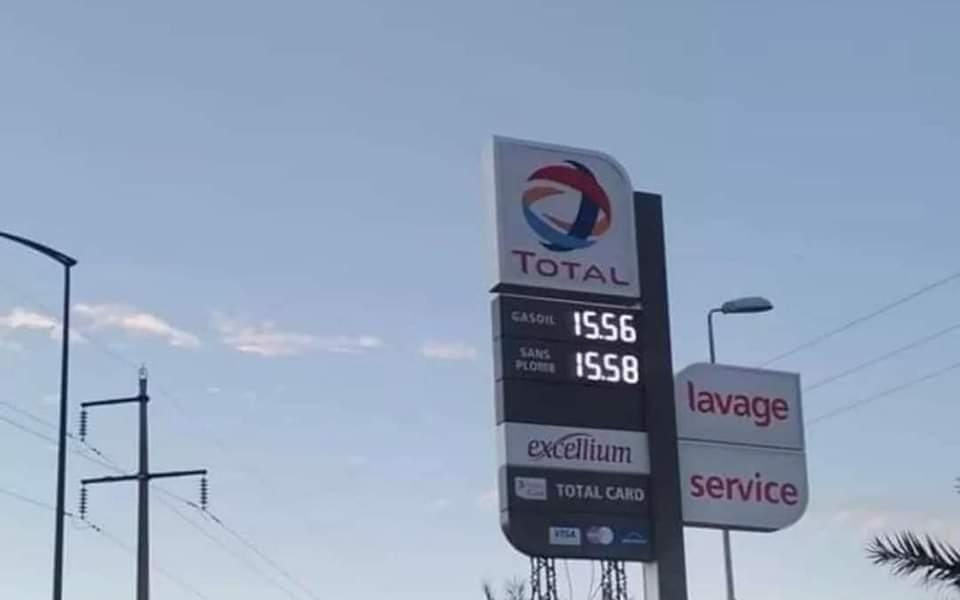 TOTAL
GASOIL 15.56
SANS PLOMB 15.58
excellium
TOTAL CARD
VISA
lavage
service